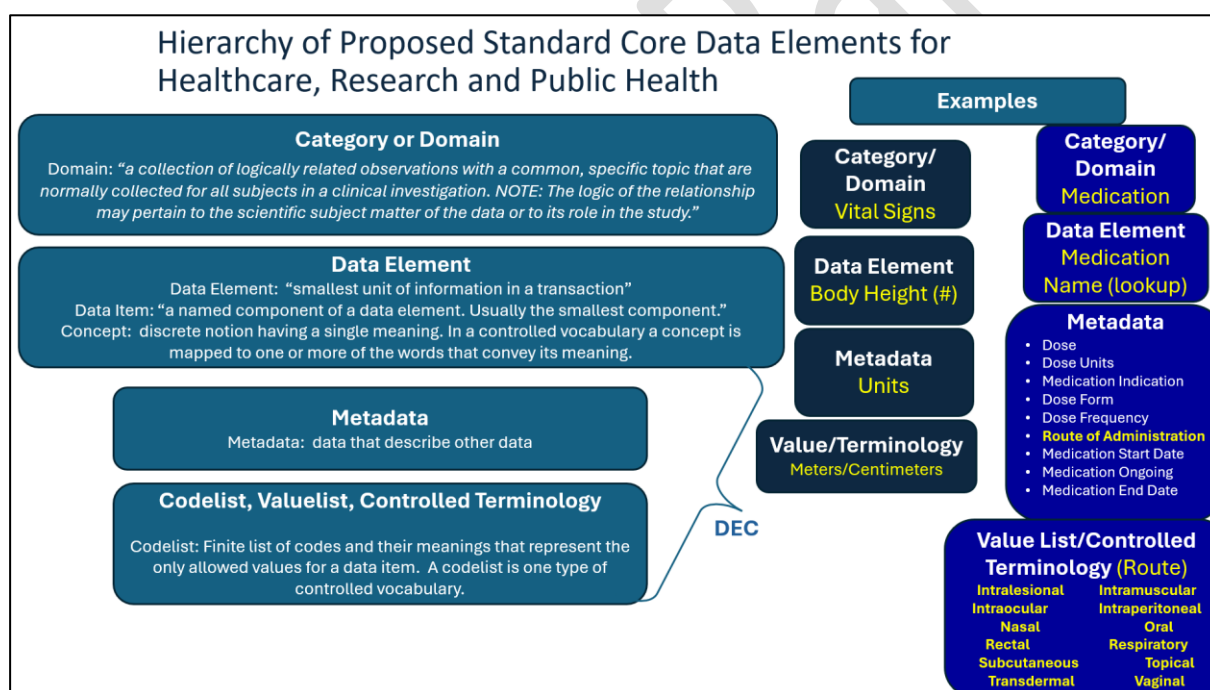 Hierarchy of Proposed Standard Core Data Elements for
Healthcare, Research and Public Health
Category or Domain
Domain: “a collection of logically related observations with a common, specific topic that are
normally collected for all subjects in a clinical investigation. NOTE: The logic of the relationship
may pertain to the scientific subject matter of the data or to its role in the study.”
Data Element
Data Element: “smallest unit of information in a transaction”
Data Item: “a named component of a data element. Usually the smallest component.”
Concept: discrete notion having a single meaning. In a controlled vocabulary a concept is
mapped to one or more of the words that convey its meaning.
Metadata
Metadata: data that describe other data
Codelist, Valuelist, Controlled Terminology
Codelist: Finite list of codes and their meanings that represent the
only allowed values for a data item. A codelist is one type of
controlled vocabulary.
DEC
Examples
Category/
Domain
Vital Signs
Data Element
Body Height (#)
Metadata
Units
Value/Terminology
Meters/Centimeters
Category/
Domain
Medication
Data Element
Medication
Name (lookup)
Metadata
• Dose
• Dose Units
• Medication Indication
• Dose Form
• Dose Frequency
• Route of Administration
• Medication Start Date
• Medication Ongoing
• Medication End Date
Value List/Controlled
Terminology (Route)
Intralesional Intramuscular
Intraocular Intraperitoneal
Nasal Oral
Rectal Respiratory
Subcutaneous Topical
Transdermal Vaginal